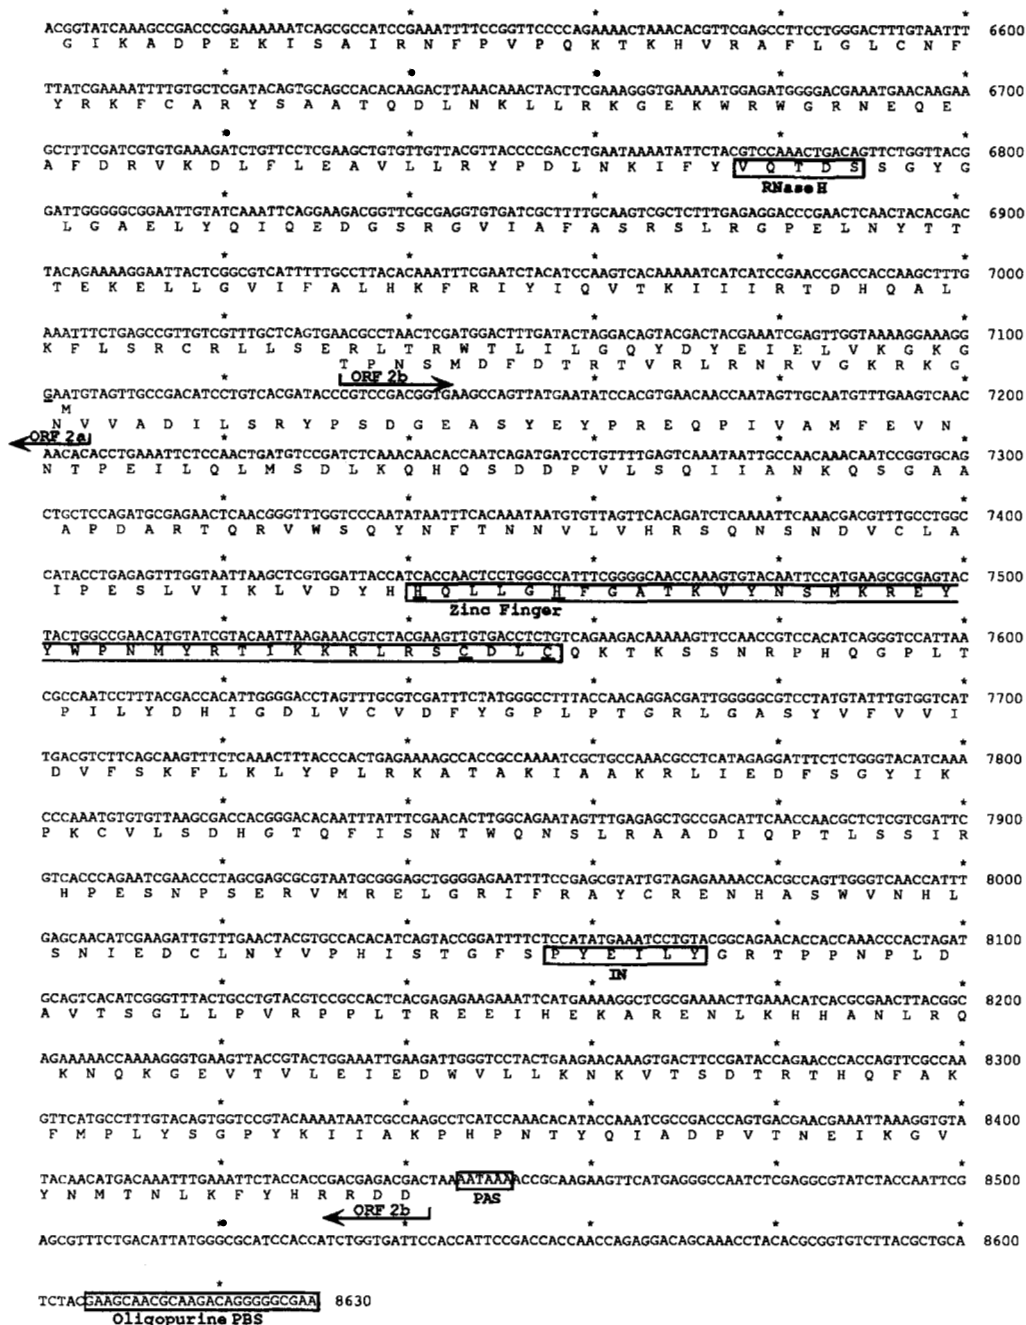 ACGGTATCAAAGCCGACCCGGAAAAAATCAGCGCCATCCGAAATTTTCCGGTTCCCCAGAAAACTAAACACGTTCGAGCCTTCCTGGGACTTTGTAATTT 6600
G I K A D P E K I S A I R N F P V P Q K T K H V R A F L G L C N F
TTATCGAAAATTTTGTGCTCGATACAGTGCAGCCACACAAGACTTAAACAAACTACTTCGAAAGGGTGAAAAATGGAGATGGGGACGAAATGAACAAGAA 6700
Y R K F C A R Y S A A T Q D L N K L L R K G E K W R W G R N E Q E
GCTTTCGATCGTGTGAAAGATCTGTTCCTCGAAGCTGTGTTGTTACGTTACCCCGACCTGAATAAAATATTCTACGTCCAAACTGACAGTTCTGGTTACG 6800
A F D R V K D L F L E A V L L R Y P D L N K I F Y V Q T D S S G Y G
RNase H
GATTGGGGGCGGAATTGTATCAAATTCAGGAAGACGGTTCGCGAGGTGTGATCGCTTTTGCAAGTCGCTCTTTGAGAGGACCCGAACTCAACTACACGAC 6900
L G A E L Y Q I Q E D G S R G V I A F A S R S L R G P E L N Y T T
TACAGAAAAGGAATTACTCGGCGTCATTTTTGCCTTACACAAATTTCGAATCTACATCCAAGTCACAAAAATCATCATCCGAACCGACCACCAAGCTTTG 7000
T E K E L L G V I F A L H K F R I Y I Q V T K I I I R T D H Q A L
AAATTTCTGAGCCGTTGTCGTTTGCTCAGTGAACGCCTAACTCGATGGACTTTGATACTAGGACAGTACGACTACGAAATCGAGTTGGTAAAAGGAAAGG 7100
K F L S R C R L L S E R L T R W T L I L G Q Y D Y E I E L V K G K G
T P N S M D F D T R T V R L R N R V G K R K G
ORF 2b
GAATGTAGTTGCCGACATCCTGTCACGATACCCGTCCGACGGTGAAGCCAGTTATGAATATCCACGTGAACAACCAATAGTTGCAATGTTTGAAGTCAAC 7200
M
N V V A D I L S R Y P S D G E A S Y E Y P R E Q P I V A M F E V N
ORF 2a
AACACACCTGAAATTCTCCAACTGATGTCCGATCTCAAACAACACCAATCAGATGATCCTGTTTTGAGTCAAATAATTGCCAACAAACAATCCGGTGCAG 7300
N T P E I L Q L M S D L K Q H Q S D D P V L S Q I I A N K Q S G A A
CTGCTCCAGATGCGAGAACTCAACGGGTTTGGTCCCAATATAATTTCACAAATAATGTGTTAGTTCACAGATCTCAAAATTCAAACGACGTTTGCCTGGC 7400
A P D A R T Q R V W S Q Y N F T N N V L V H R S Q N S N D V C L A
CATACCTGAGAGTTTGGTAATTAAGCTCGTGGATTACCATCACCAACTCCTGGGCCATTTCGGGGCAACCAAAGTGTACAATTCCATGAAGCGCGAGTAC 7500
I P E S L V I K L V D Y H H Q L L G H F G A T K V Y N S M K R E Y
Zinc Finger
TACTGGCCGAACATGTATCGTACAATTAAGAAACGTCTACGAAGTTGTGACCTCTGTCAGAAGACAAAAAGTTCCAACCGTCCACATCAGGGTCCATTAA 7600
Y W P N M Y R T I K K R L R S C D L C Q K T K S S N R P H Q G P L T
CGCCAATCCTTTACGACCACATTGGGGACCTAGTTTGCGTCGATTTCTATGGGCCTTTACCAACAGGACGATTGGGGGCGTCCTATGTATTTGTGGTCAT 7700
P I L Y D H I G D L V C V D F Y G P L P T G R L G A S Y V F V V I
TGACGTCTTCAGCAAGTTTCTCAAACTTTACCCACTGAGAAAAGCCACCGCCAAAATCGCTGCCAAACGCCTCATAGAGGATTTCTCTGGGTACATCAAA 7800
D V F S K F L K L Y P L R K A T A K I A A K R L I E D F S G Y I K
CCCAAATGTGTGTTAAGCGACCACGGGACACAATTTATTTCGAACACTTGGCAGAATAGTTTGAGAGCTGCCGACATTCAACCAACGCTCTCGTCGATTC 7900
P K C V L S D H G T Q F I S N T W Q N S L R A A D I Q P T L S S I R
GTCACCCAGAATCGAACCCTAGCGAGCGCGTAATGCGGGAGCTGGGGAGAATTTTCCGAGCGTATTGTAGAGAAAACCACGCCAGTTGGGTCAACCATTT 8000
H P E S N P S E R V M R E L G R I F R A Y C R E N H A S W V N H L
GAGCAACATCGAAGATTGTTTGAACTACGTGCCACACATCAGTACCGGATTTTCTCCATATGAAATCCTGTACGGCAGAACACCACCAAACCCACTAGAT 8100
S N I E D C L N Y V P H I S T G F S P Y E I L Y G R T P P N P L D
IN
GCAGTCACATCGGGTTTACTGCCTGTACGTCCGCCACTCACGAGAGAAGAAATTCATGAAAAGGCTCGCGAAAACTTGAAACATCACGCGAACTTACGGC 8200
A V T S G L L P V R P P L T R E E I H E K A R E N L K H H A N L R Q
AGAAAAACCAAAAGGGTGAAGTTACCGTACTGGAAATTGAAGATTGGGTCCTACTGAAGAACAAAGTGACTTCCGATACCAGAACCCACCAGTTCGCCAA 8300
K N Q K G E V T V L E I E D W V L L K N K V T S D T R T H Q F A K
GTTCATGCCTTTGTACAGTGGTCCGTACAAAATAATCGCCAAGCCTCATCCAAACACATACCAAATCGCCGACCCAGTGACGAACGAAATTAAAGGTGTA 8400
F M P L Y S G P Y K I I A K P H P N T Y Q I A D P V T N E I K G V
TACAACATGACAAATTTGAAATTCTACCACCGACGAGACGACTAAAATAAAACCGCAAGAAGTTCATGAGGGCCAATCTCGAGGCGTATCTACCAATTCG 8500
Y N M T N L K F Y H R R D D
PAS
ORF 2b
AGCGTTTCTGACATTATGGGCGCATCCACCATCTGGTGATTCCACCATTCCGACCACCAACCAGAGGACAGCAAACCTACACGCGGTGTCTTACGCTGCA 8600
TCTACGAAGCAACGCAAGACAGGGGGCGAA 8630
Oligopurine PBS